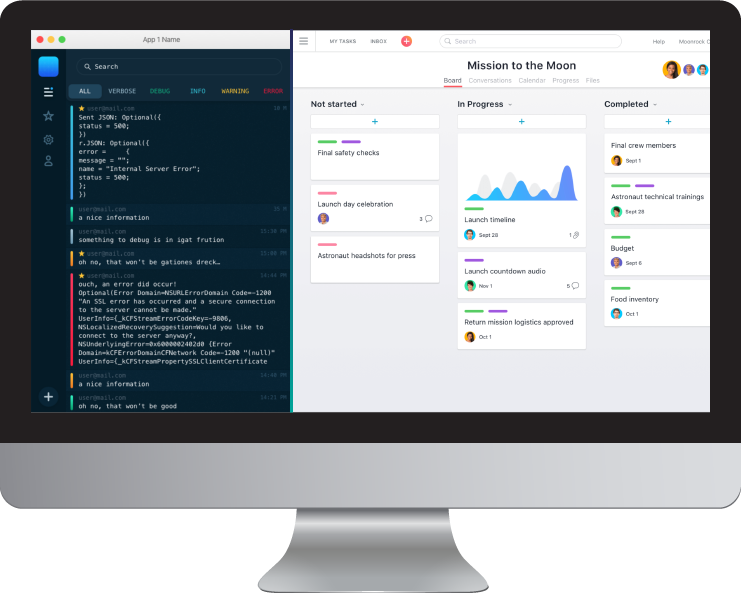 App 1 Name
Search
ALL VERBOSE DEBUG INFO WARNING ERROR
user@mail.com
Sent JSON: Optional({
status = 500;
})
r.JSON: Optional({
error = {
message = "";
name = "Internal Server Error";
status = 500;
};
})
user@mail.com
a nice information
user@mail.com 15:38 PM
something to debug is in igat frution
user@mail.com 15:00 PM
oh no, that won't be gationes dreck…
user@mail.com 14:44 PM
ouch, an error did occur!
Optional(Error Domain=NSURLErrorDomain Code=-1200
"An SSL error has occurred and a secure connection
to the server cannot be made."
UserInfo={_kCFStreamErrorCodeKey=-9806,
NSLocalizedRecoverySuggestion=Would you like to
connect to the server anyway?,
NSUnderlyingError=0x6000002402d0 {Error
Domain=kCFErrorDomainCFNetwork Code=-1200 "(null)"
UserInfo={_kCFStreamPropertySSLClientCertificate
user@mail.com 14:40 PM
a nice information
user@mail.com 14:21 PM
oh no, that won't be good
MY TASKS INBOX Search Help Moonrock
Mission to the Moon
Board Conversations Calendar Progress Files
Not started
+
Final safety checks
Launch day celebration
3
Astronaut headshots for press
In Progress
+
Launch timeline
Sept 28 1
Launch countdown audio
Nov 1 5
Return mission logistics approved
Oct 1
Completed
+
Final crew members
Sept 1
Astronaut technical trainings
Sept 28
Budget
Sept 6
Food inventory
Oct 1